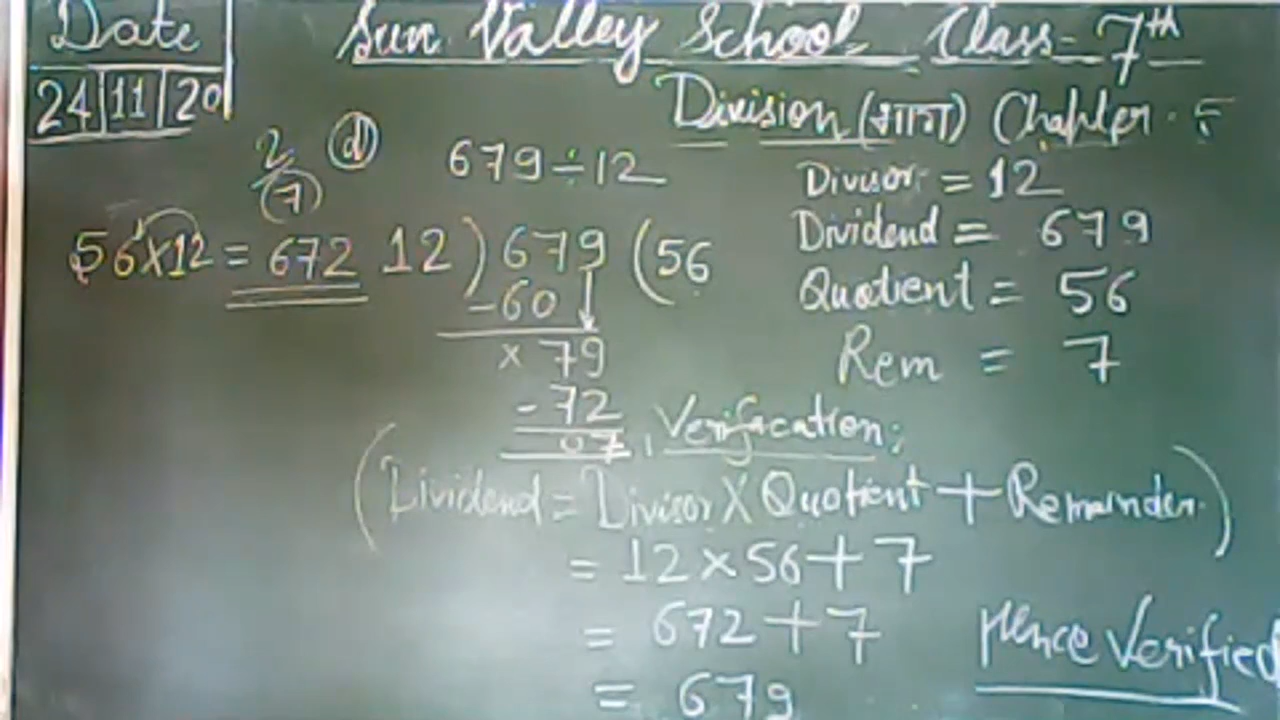 Date
24|11|20
Sun Valley School Class- 7th
Division (भाग) Chapter - 5
2
(7)
(d) 679÷12
56×12 = 672
12 ) 679 ( 56
-60
× 79
-72
07
Divisor = 12
Dividend = 679
Quotient = 56
Rem = 7
Verification;
(Dividend = Divisor X Quotient + Remainder)
= 12×56+7
= 672+7
= 679
Hence Verified